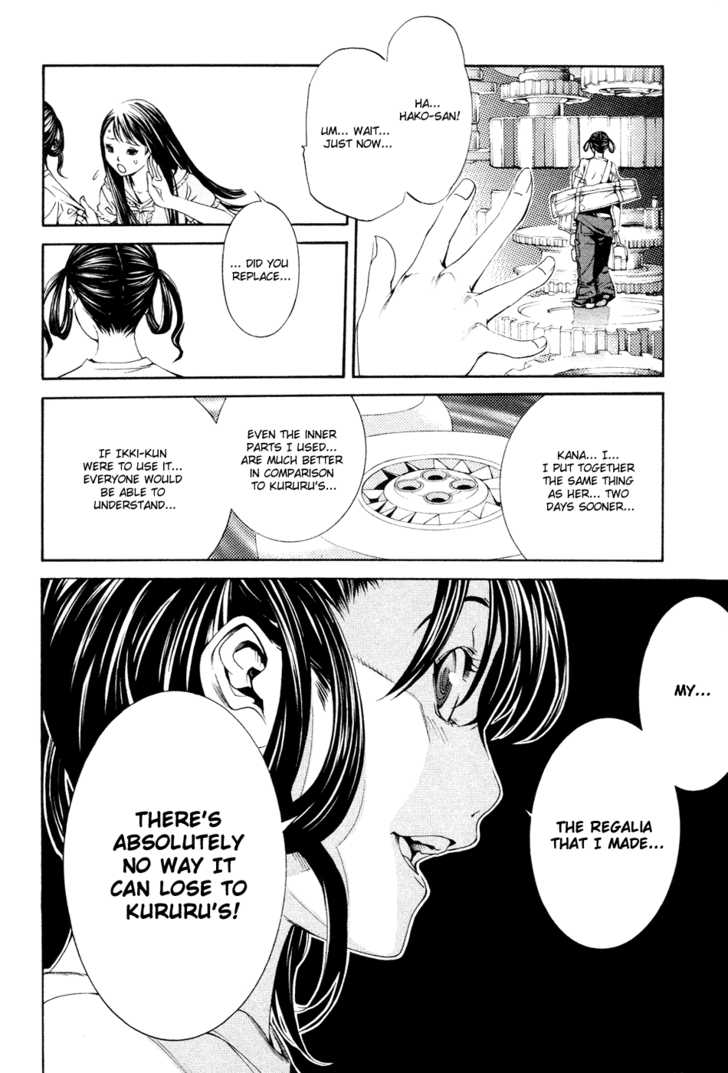 HA...
HAKO-SAN!
UM... WAIT...
JUST NOW...
... DID YOU
REPLACE...
KANA... I...
I PUT TOGETHER
THE SAME THING
AS HER... TWO
DAYS SOONER...
EVEN THE INNER
PARTS I USED...
ARE MUCH BETTER
IN COMPARISON
TO KURURU'S...
IF IKKI-KUN
WERE TO USE IT...
EVERYONE WOULD
BE ABLE TO
UNDERSTAND...
MY...
THE REGALIA
THAT I MADE...
THERE'S
ABSOLUTELY
NO WAY IT
CAN LOSE TO
KURURU'S!